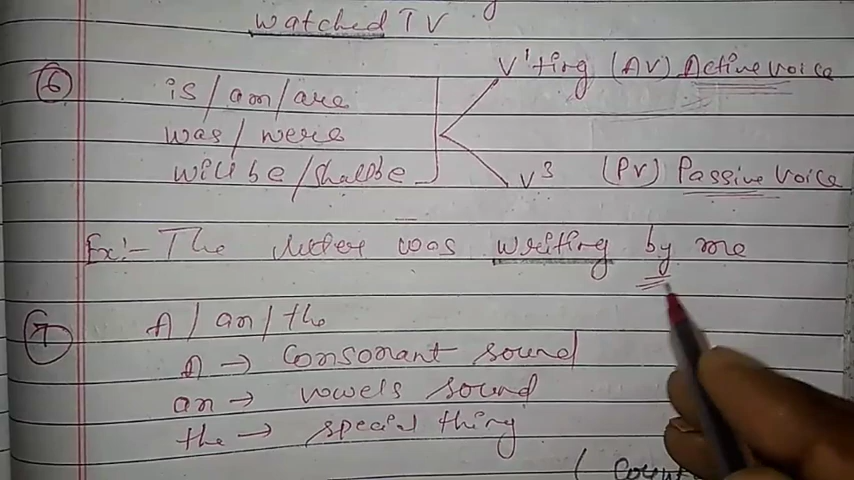 Watched TV
6 is/am/are V¹+ing (AV) Active voice
was/were
will be/shall be V³ (PV) Passive voice
Ex:- The letter was writing by me
7 A/an/the
A → Consonant sound
an → vowels sound
the → special thing